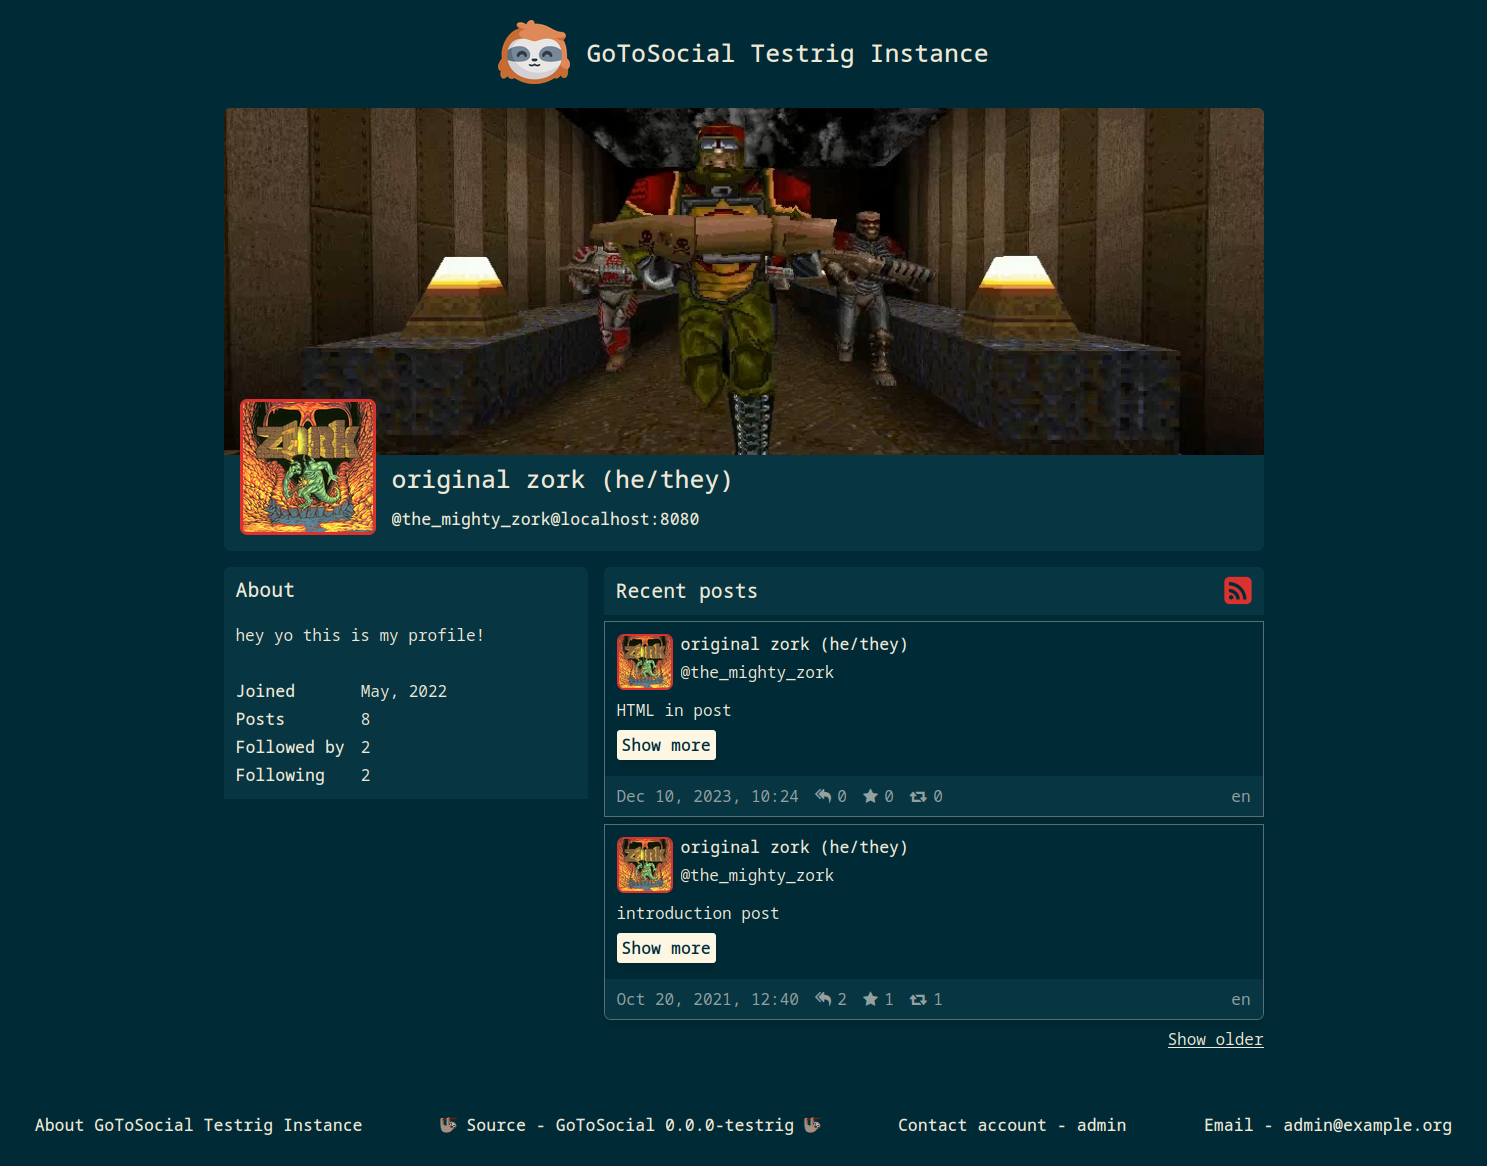 GoToSocial Testrig Instance
ZORK
original zork (he/they)
@the_mighty_zork@localhost:8080
About
hey yo this is my profile!
Joined May, 2022
Posts 8
Followed by 2
Following 2
Recent posts
ZORK
original zork (he/they)
@the_mighty_zork
HTML in post
Show more
Dec 10, 2023, 10:24 0 0 0 en
ZORK
original zork (he/they)
@the_mighty_zork
introduction post
Show more
Oct 20, 2021, 12:40 2 1 1 en
Show older
About GoToSocial Testrig Instance Source - GoToSocial 0.0.0-testrig Contact account - admin Email - admin@example.org